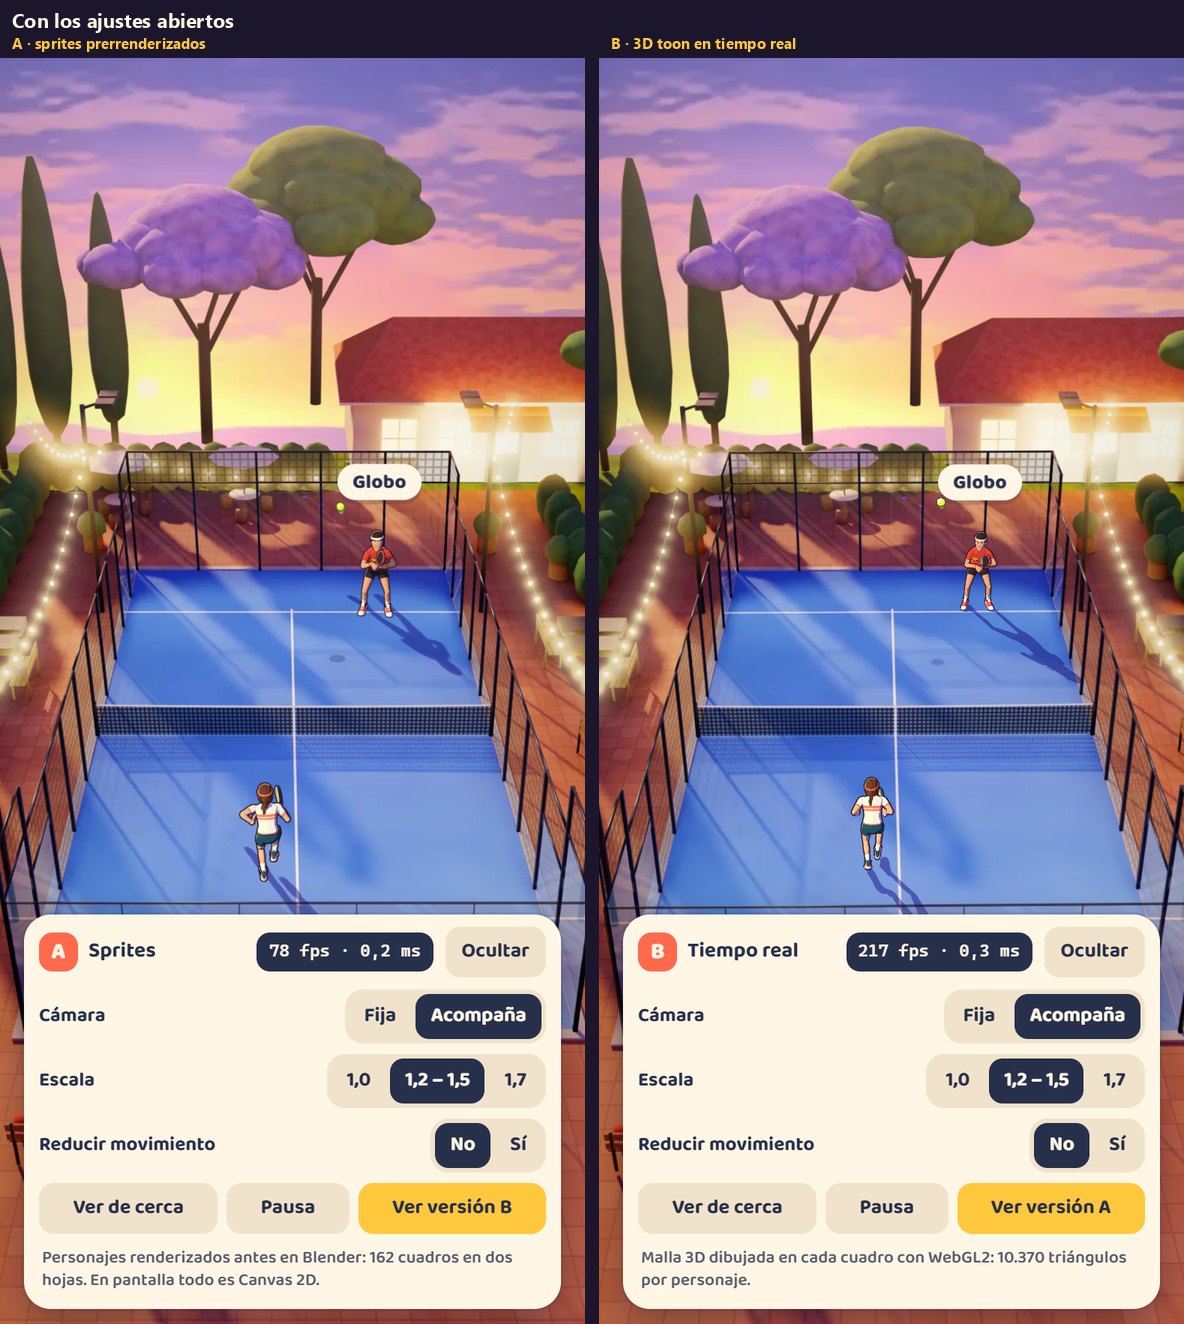 Con los ajustes abiertos
A · sprites prerrenderizados
B · 3D toon en tiempo real
Globo
Globo
A Sprites 78 fps · 0,2 ms Ocultar
Cámara Fija Acompaña
Escala 1,0 1,2 – 1,5 1,7
Reducir movimiento No Sí
Ver de cerca Pausa Ver versión B
Personajes renderizados antes en Blender: 162 cuadros en dos
hojas. En pantalla todo es Canvas 2D.
B Tiempo real 217 fps · 0,3 ms Ocultar
Cámara Fija Acompaña
Escala 1,0 1,2 – 1,5 1,7
Reducir movimiento No Sí
Ver de cerca Pausa Ver versión A
Malla 3D dibujada en cada cuadro con WebGL2: 10.370 triángulos
por personaje.